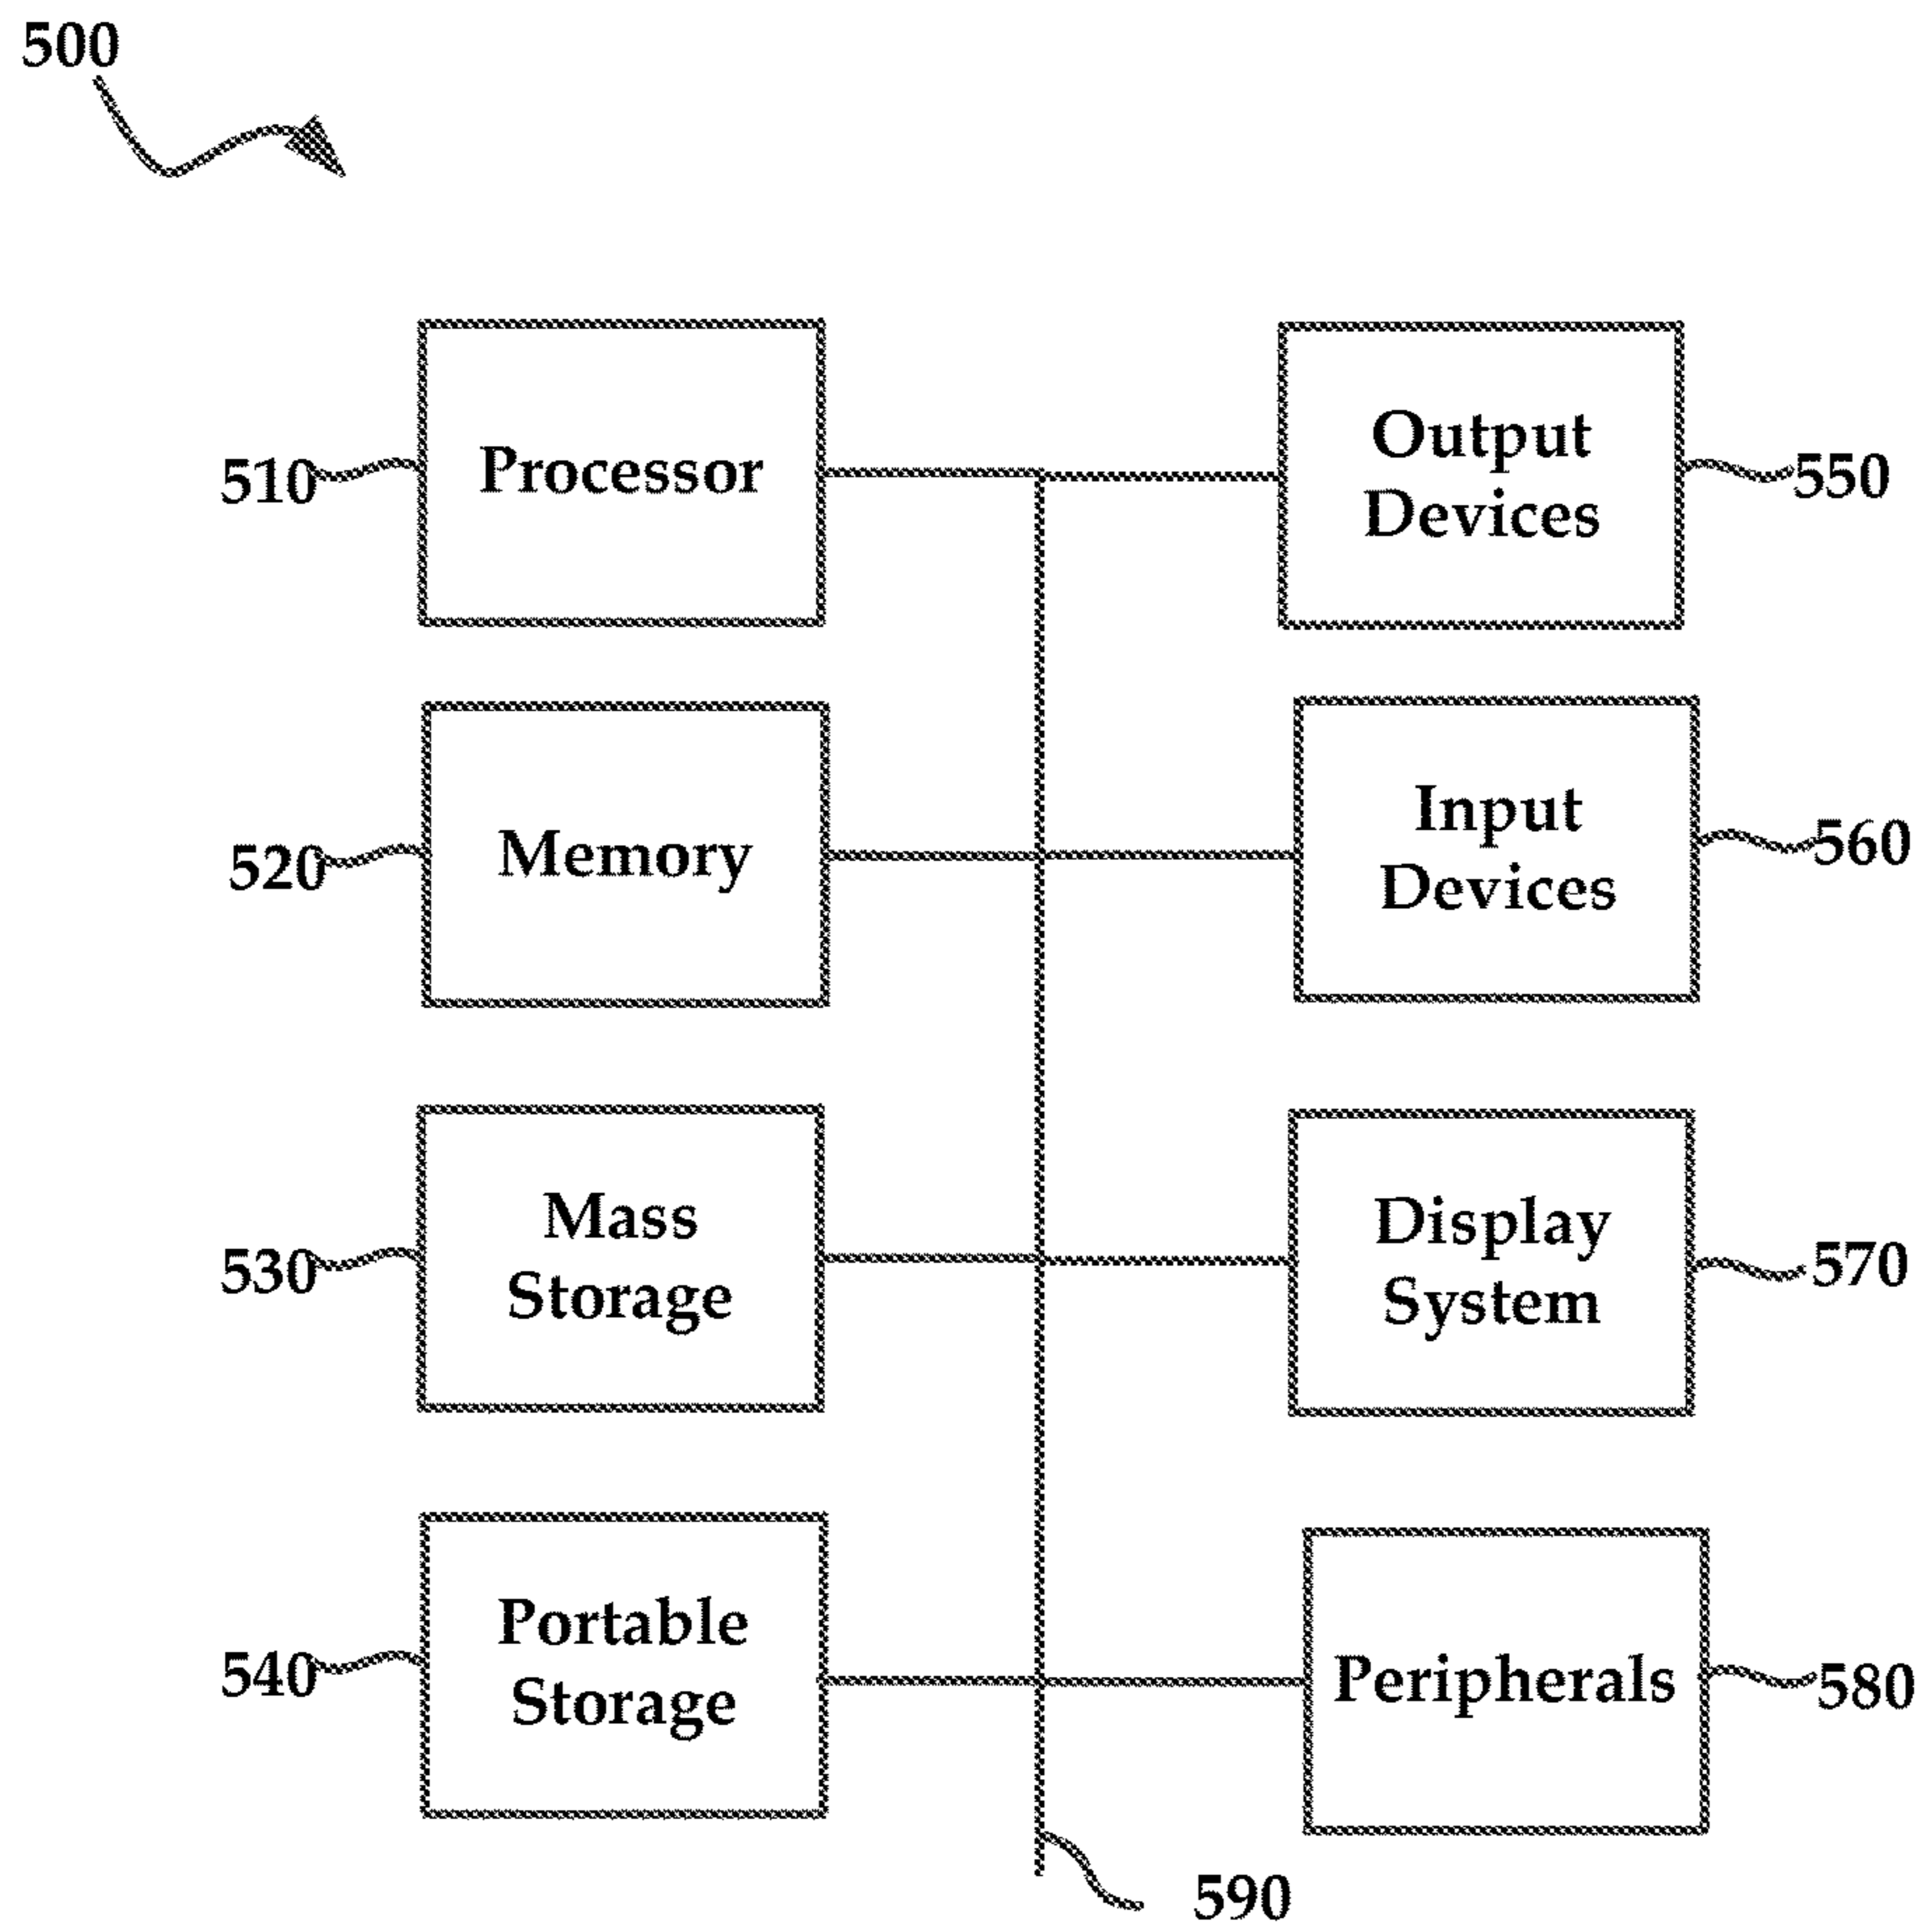 500
510
Processor
Output
Devices
550
520
Memory
Input
Devices
560
530
Mass
Storage
Display
System
570
540
Portable
Storage
Peripherals
580
590